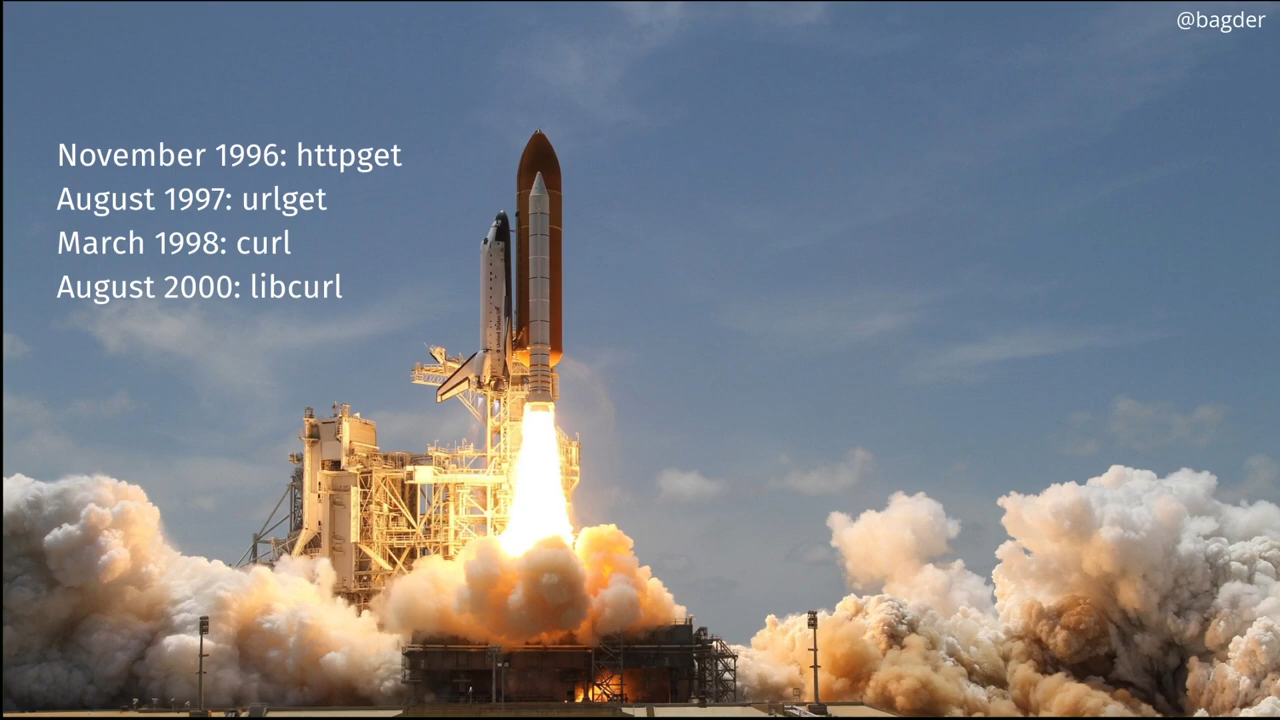 @bagder
November 1996: httpget
August 1997: urlget
March 1998: curl
August 2000: libcurl